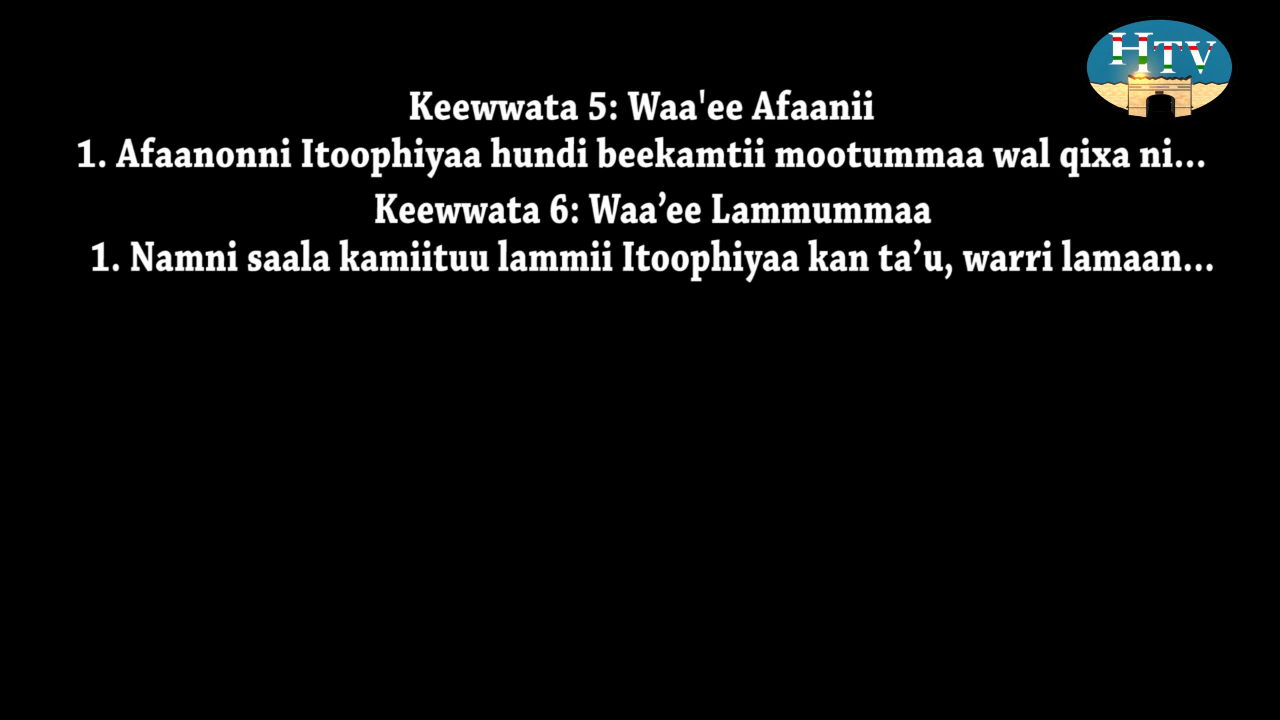 HTV
Keewwata 5: Waa'ee Afaanii
1. Afaanonni Itoophiyaa hundi beekamtii mootummaa wal qixa ni...
Keewwata 6: Waa’ee Lammummaa
1. Namni saala kamiituu lammii Itoophiyaa kan ta’u, warri lamaan...